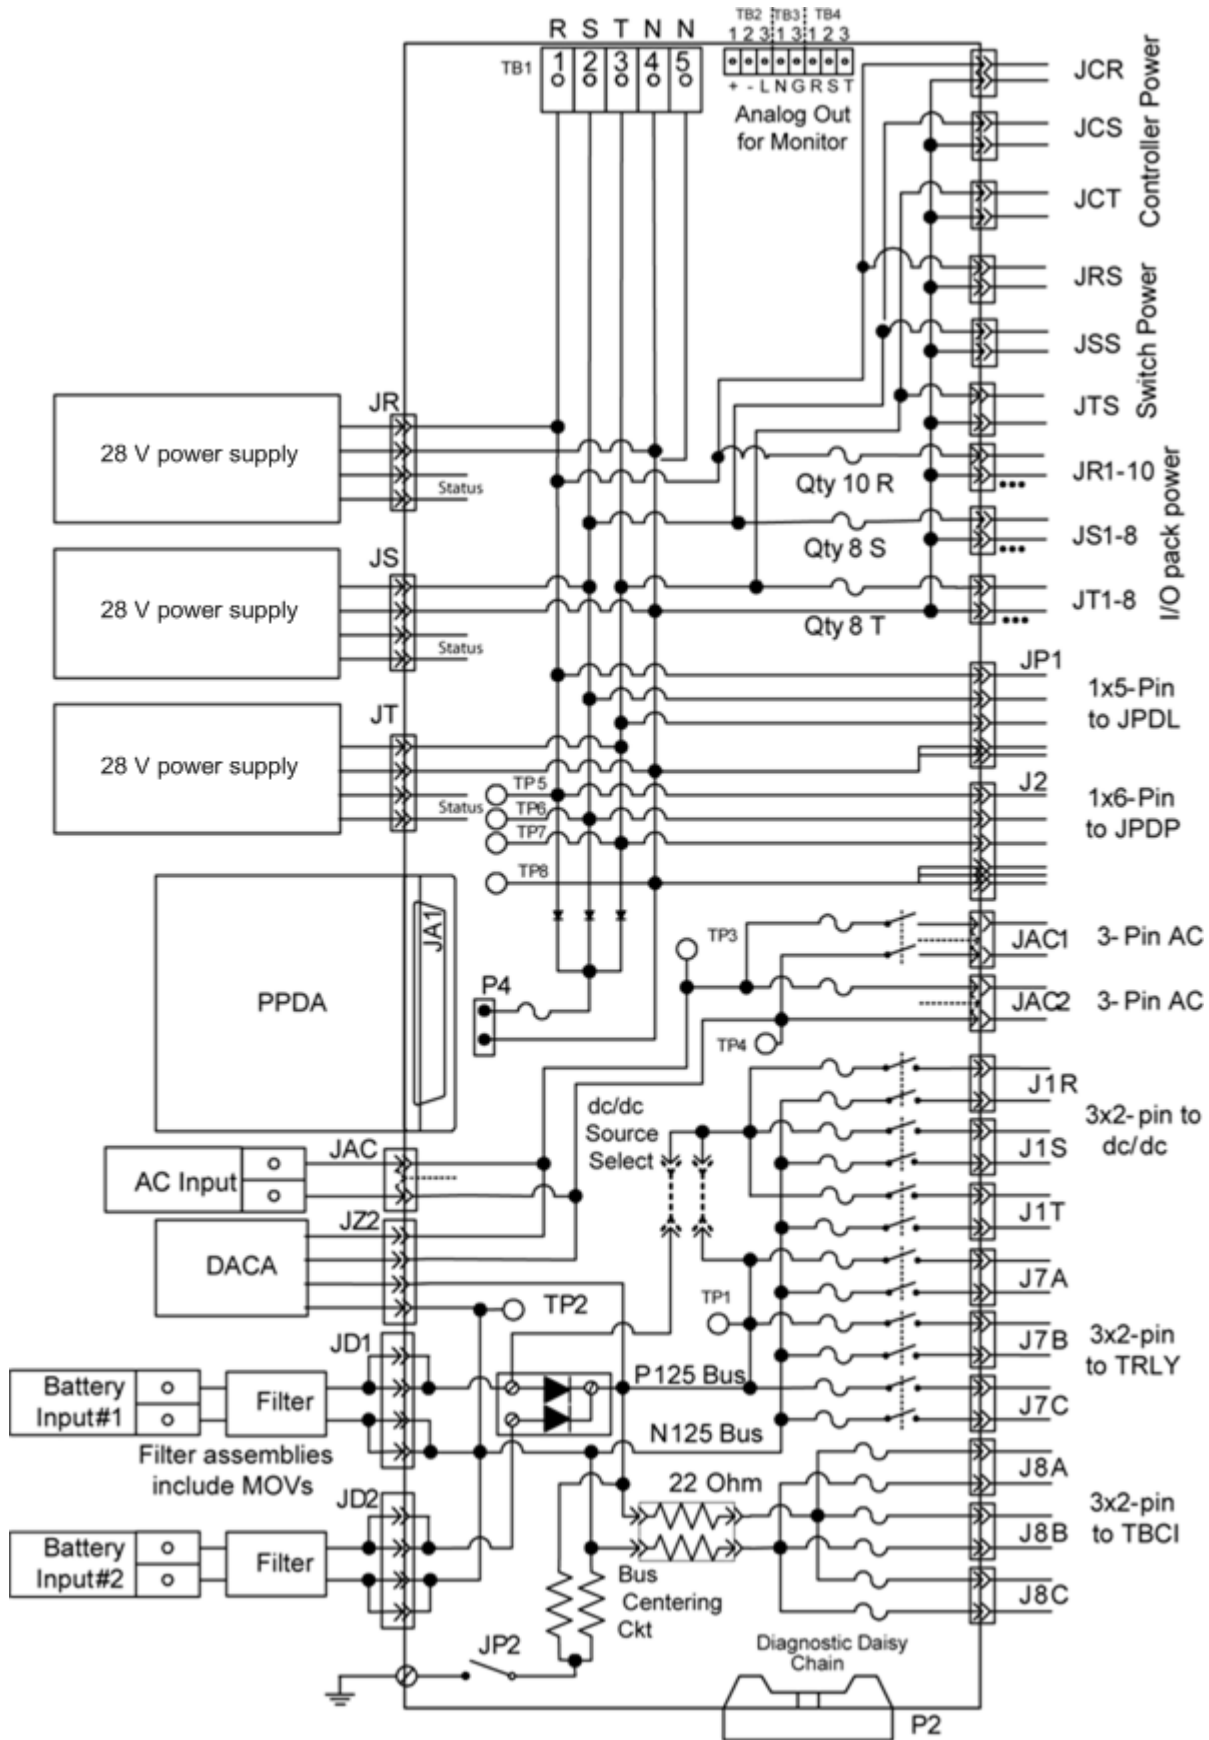 R S T N N
TB1
1 2 3 4 5
TB2 TB3 TB4
1 2 3 1 3 1 2 3
+ - L N G R S T
Analog Out
for Monitor
JCR
JCS
JCT
Controller Power
JRS
JSS
JTS
Switch Power
JR1-10
JS1-8
JT1-8
I/O pack power
Qty 10 R
Qty 8 S
Qty 8 T
28 V power supply
JR
Status
28 V power supply
JS
Status
28 V power supply
JT
Status
JP1
1x5-Pin
to JPDL
J2
1x6-Pin
to JPDP
TP5
TP6
TP7
TP8
PPDA
JA1
P4
TP3
TP4
JAC1
3-Pin AC
JAC2
3-Pin AC
AC Input
JAC
DACA
JZ2
TP2
dc/dc
Source
Select
J1R
J1S
J1T
3x2-pin to
dc/dc
TP1
J7A
J7B
J7C
3x2-pin
to TRLY
Battery
Input#1
Filter
JD1
Filter assemblies
include MOVs
P125 Bus
N125 Bus
22 Ohm
J8A
J8B
J8C
3x2-pin
to TBCI
Battery
Input#2
Filter
JD2
Bus
Centering
Ckt
JP2
Diagnostic Daisy
Chain
P2